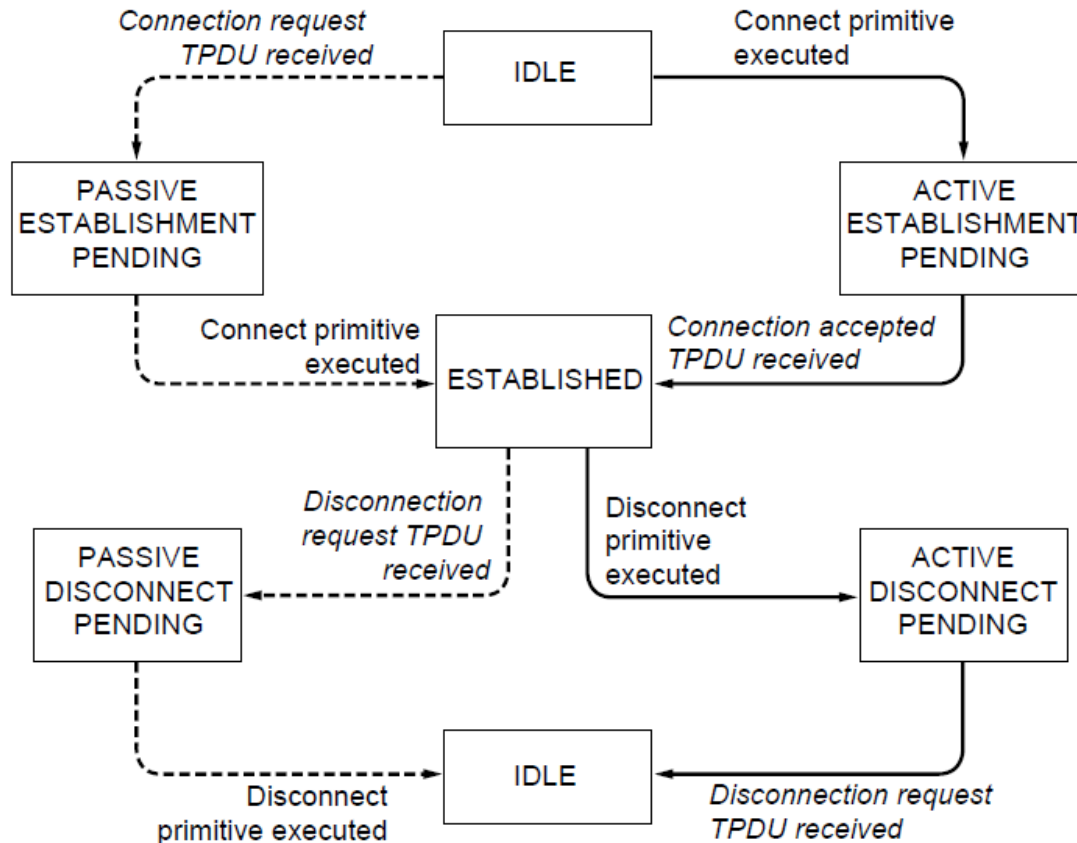 Connection request
TPDU received
IDLE
Connect primitive
executed
PASSIVE
ESTABLISHMENT
PENDING
ACTIVE
ESTABLISHMENT
PENDING
Connect primitive
executed
ESTABLISHED
Connection accepted
TPDU received
Disconnection
request TPDU
received
Disconnect
primitive
executed
PASSIVE
DISCONNECT
PENDING
ACTIVE
DISCONNECT
PENDING
IDLE
Disconnect
primitive executed
Disconnection request
TPDU received